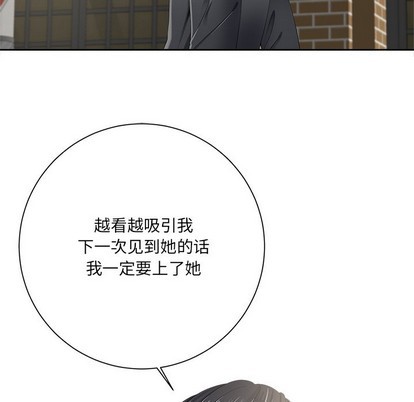 越看越吸引我
下一次见到她的话
我一定要上了她